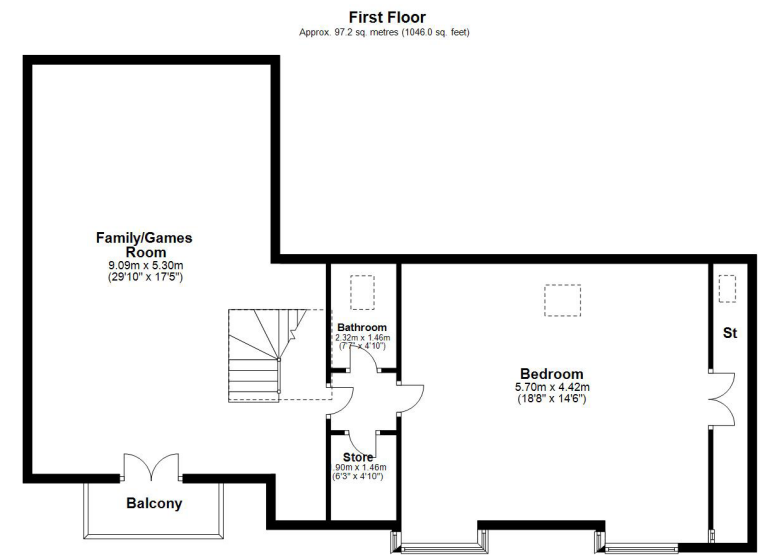 First Floor
Approx. 97.2 sq. metres (1046.0 sq. feet)
Family/Games
Room
9.09m x 5.30m
(29'10" x 17'5")
Bathroom
2.32m x 1.46m
(7'7" x 4'10")
St
Bedroom
5.70m x 4.42m
(18'8" x 14'6")
Store
.90m x 1.46m
(6'3" x 4'10")
Balcony